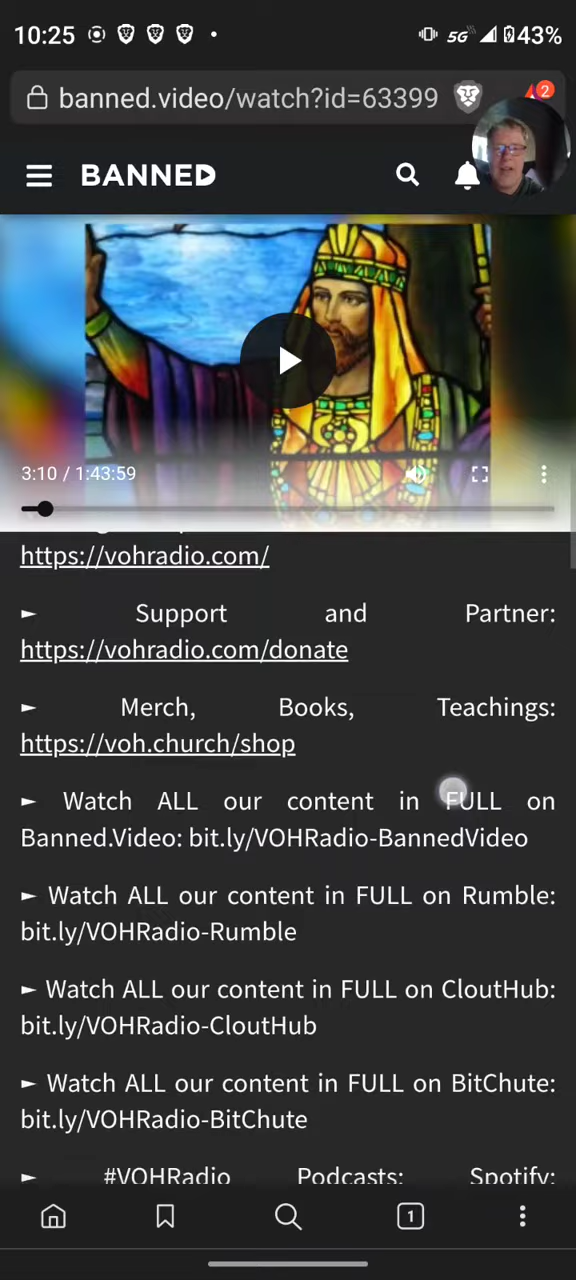 10:25
5G 43%
banned.video/watch?id=63399
2
BANNED
3:10 / 1:43:59
https://vohradio.com/
► Support and Partner:
https://vohradio.com/donate
► Merch, Books, Teachings:
https://voh.church/shop
► Watch ALL our content in FULL on
Banned.Video: bit.ly/VOHRadio-BannedVideo
► Watch ALL our content in FULL on Rumble:
bit.ly/VOHRadio-Rumble
► Watch ALL our content in FULL on CloutHub:
bit.ly/VOHRadio-CloutHub
► Watch ALL our content in FULL on BitChute:
bit.ly/VOHRadio-BitChute
► #VOHRadio Podcasts: Spotify:
1